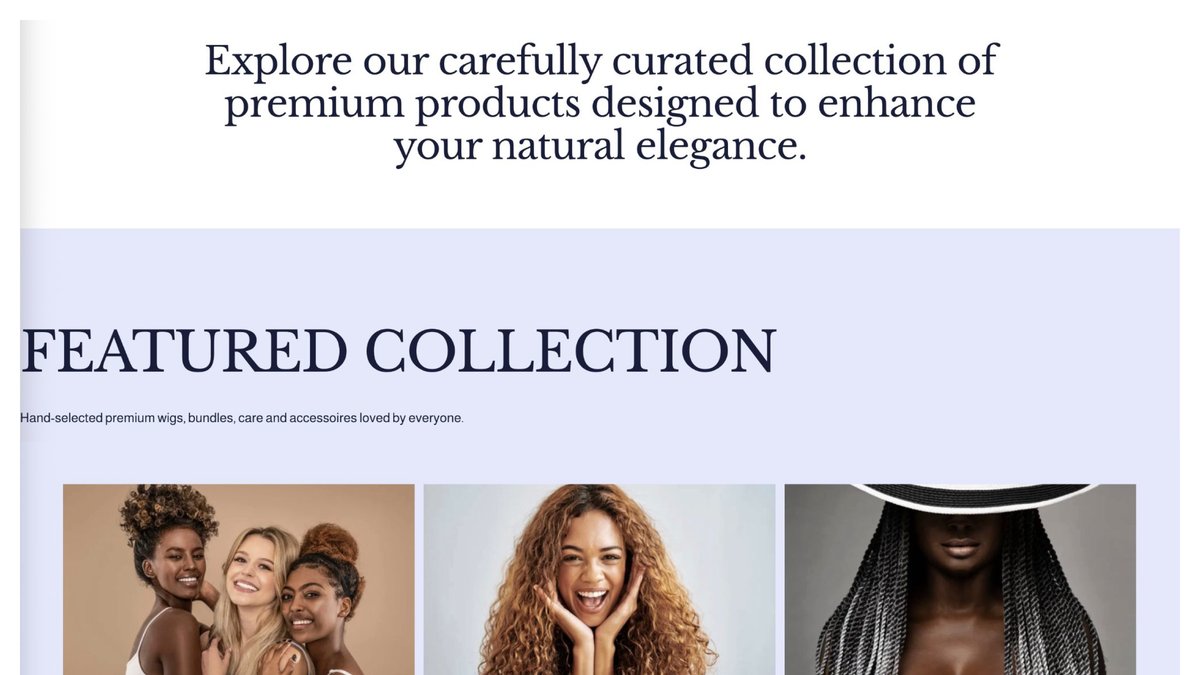 Explore our carefully curated collection of
premium products designed to enhance
your natural elegance.
FEATURED COLLECTION
Hand-selected premium wigs, bundles, care and accessoires loved by everyone.